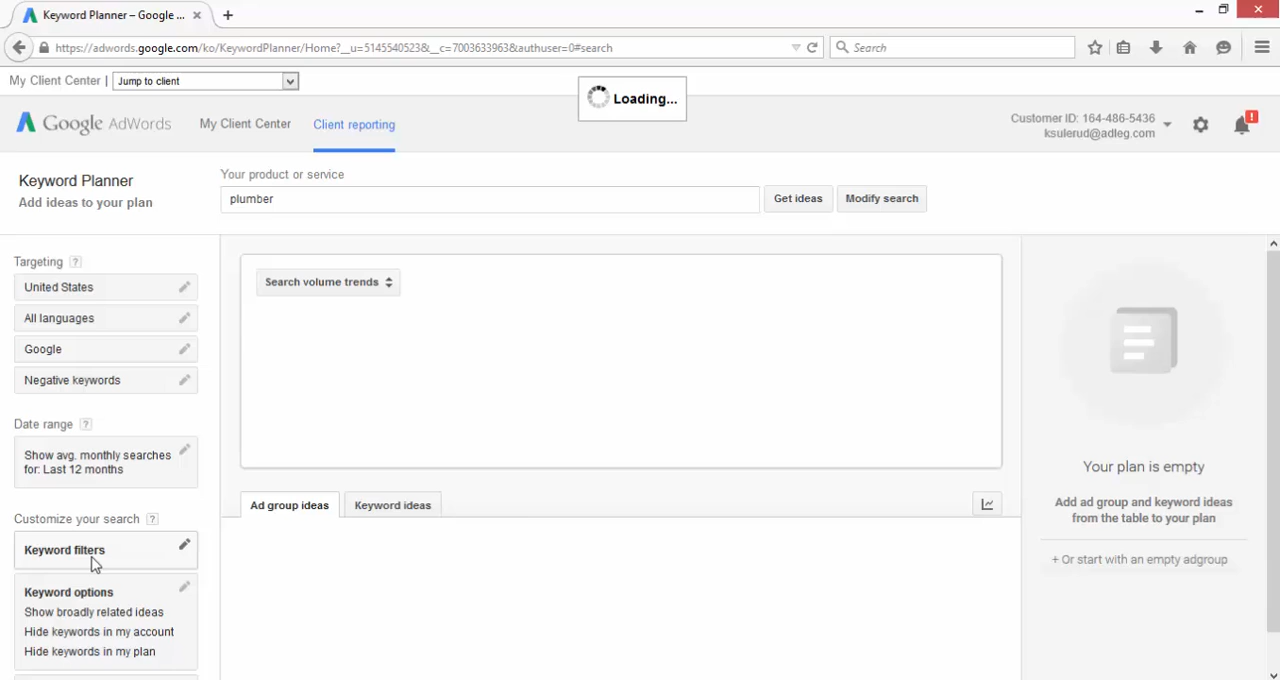 Keyword Planner – Google ...
https://adwords.google.com/ko/KeywordPlanner/Home?__u=5145540523&__c=7003633963&authuser=0#search
Search
My Client Center | Jump to client
Loading...
Google AdWords
My Client Center
Client reporting
Customer ID: 164-486-5436
ksulerud@adleg.com
!
Keyword Planner
Add ideas to your plan
Your product or service
plumber
Get ideas
Modify search
Targeting ?
United States
All languages
Google
Negative keywords
Date range ?
Show avg. monthly searches
for: Last 12 months
Customize your search ?
Keyword filters
Keyword options
Show broadly related ideas
Hide keywords in my account
Hide keywords in my plan
Search volume trends
Ad group ideas
Keyword ideas
Your plan is empty
Add ad group and keyword ideas
from the table to your plan
+ Or start with an empty adgroup